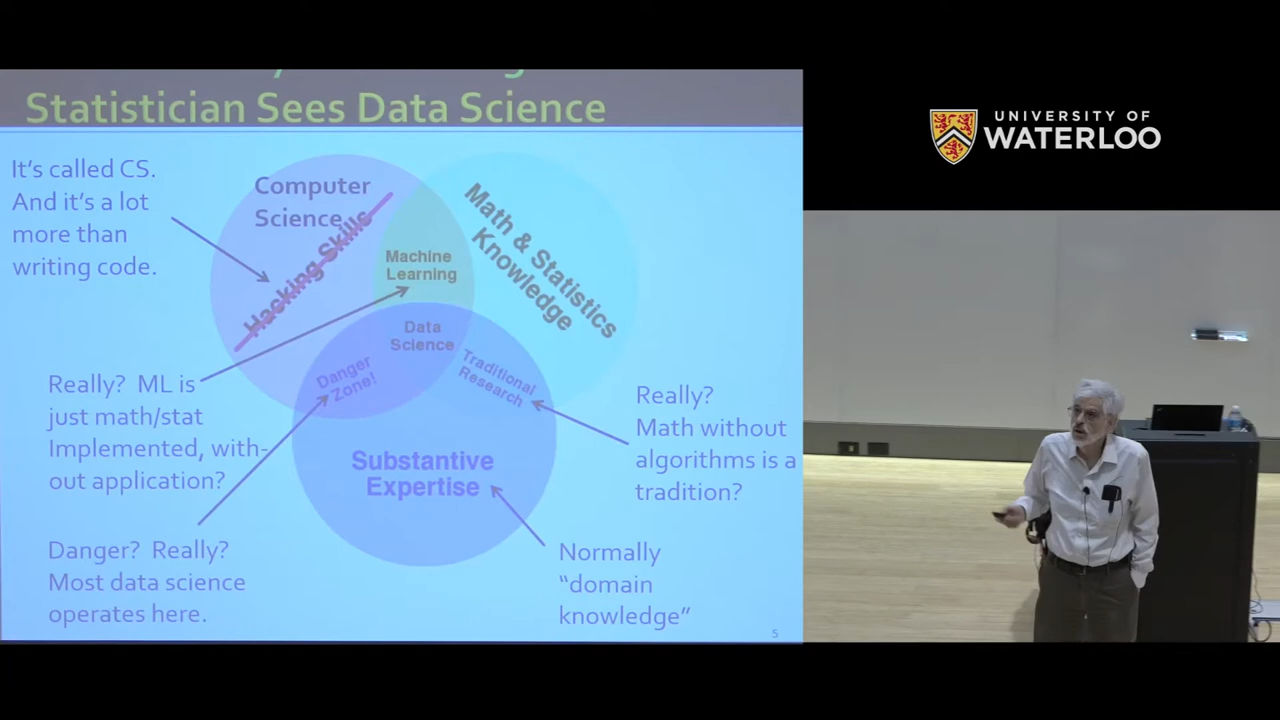 Statistician Sees Data Science
It's called CS.
And it's a lot
more than
writing code.
Computer
Science
Hacking Skills
Math & Statistics
Knowledge
Machine
Learning
Data
Science
Danger
Zone!
Traditional
Research
Substantive
Expertise
Really? ML is
just math/stat
Implemented, with-
out application?
Really?
Math without
algorithms is a
tradition?
Danger? Really?
Most data science
operates here.
Normally
"domain
knowledge"
5
UNIVERSITY OF
WATERLOO